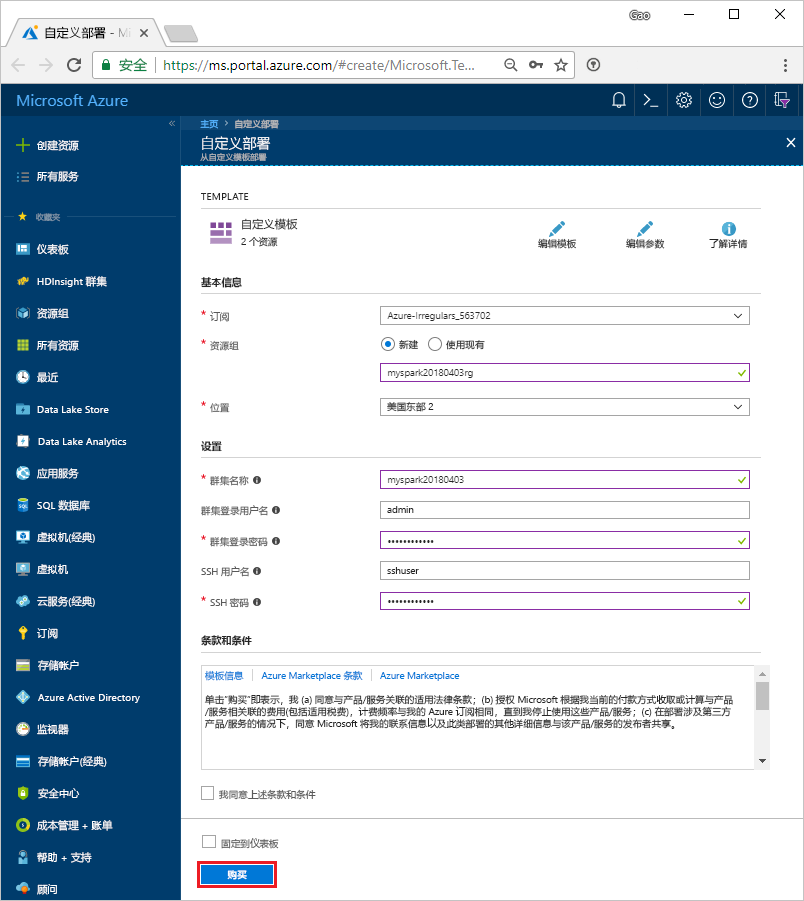 Gao
自定义部署 - Mi
安全 https://ms.portal.azure.com/#create/Microsoft.Te...
Microsoft Azure
主页 > 自定义部署
自定义部署
从自定义模板部署
创建资源
所有服务
收藏夹
仪表板
HDInsight 群集
资源组
所有资源
最近
Data Lake Store
Data Lake Analytics
应用服务
SQL 数据库
虚拟机(经典)
虚拟机
云服务(经典)
订阅
存储帐户
Azure Active Directory
监视器
存储帐户(经典)
安全中心
成本管理 + 账单
帮助 + 支持
顾问
TEMPLATE
自定义模板
2 个资源
编辑模板 编辑参数 了解详情
基本信息
* 订阅 Azure-Irregulars_563702
* 资源组 新建 使用现有
myspark20180403rg
* 位置 美国东部 2
设置
* 群集名称 myspark20180403
群集登录用户名 admin
* 群集登录密码 ••••••••••••
SSH 用户名 sshuser
* SSH 密码 ••••••••••••
条款和条件
模板信息 | Azure Marketplace 条款 | Azure Marketplace
单击"购买"即表示，我 (a) 同意与产品/服务关联的适用法律条款；(b) 授权 Microsoft 根据我当前的付款方式收取或计算与产品
/服务相关联的费用(包括适用税费)，计费频率与我的 Azure 订阅相同，直到我停止使用这些产品/服务；(c) 在部署涉及第三方
产品/服务的情况下，同意 Microsoft 将我的联系信息以及此类部署的其他详细信息与该产品/服务的发布者共享。
我同意上述条款和条件
固定到仪表板
购买